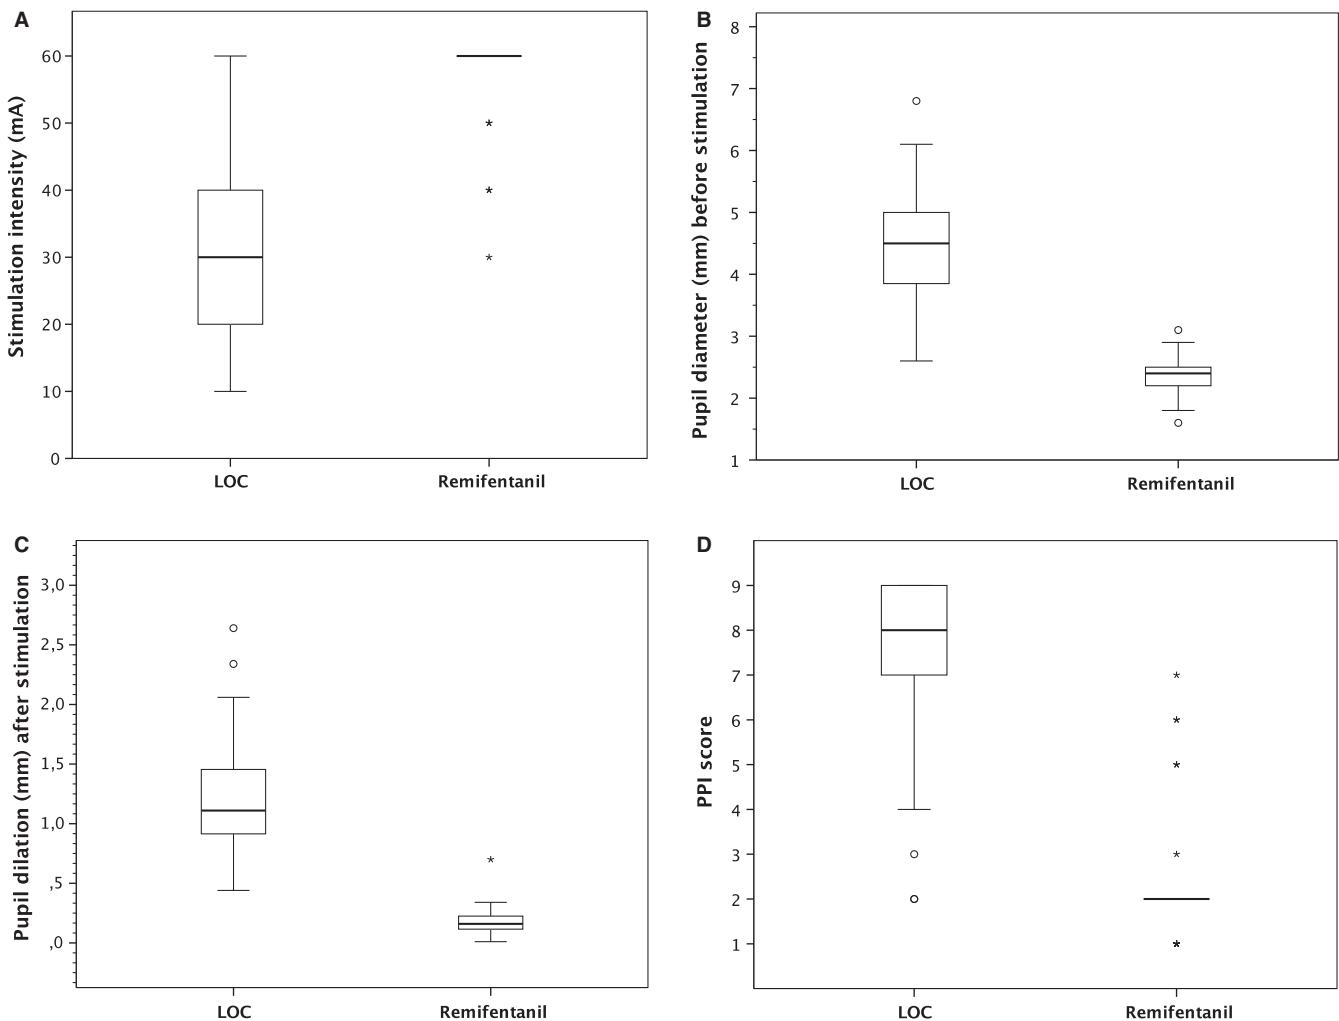 A
Stimulation intensity (mA)
60
50
40
30
20
10
0
LOC
Remifentanil
B
Pupil diameter (mm) before stimulation
8
7
6
5
4
3
2
1
LOC
Remifentanil
C
Pupil dilation (mm) after stimulation
3,0
2,5
2,0
1,5
1,0
,5
,0
LOC
Remifentanil
D
PPI score
9
8
7
6
5
4
3
2
1
LOC
Remifentanil